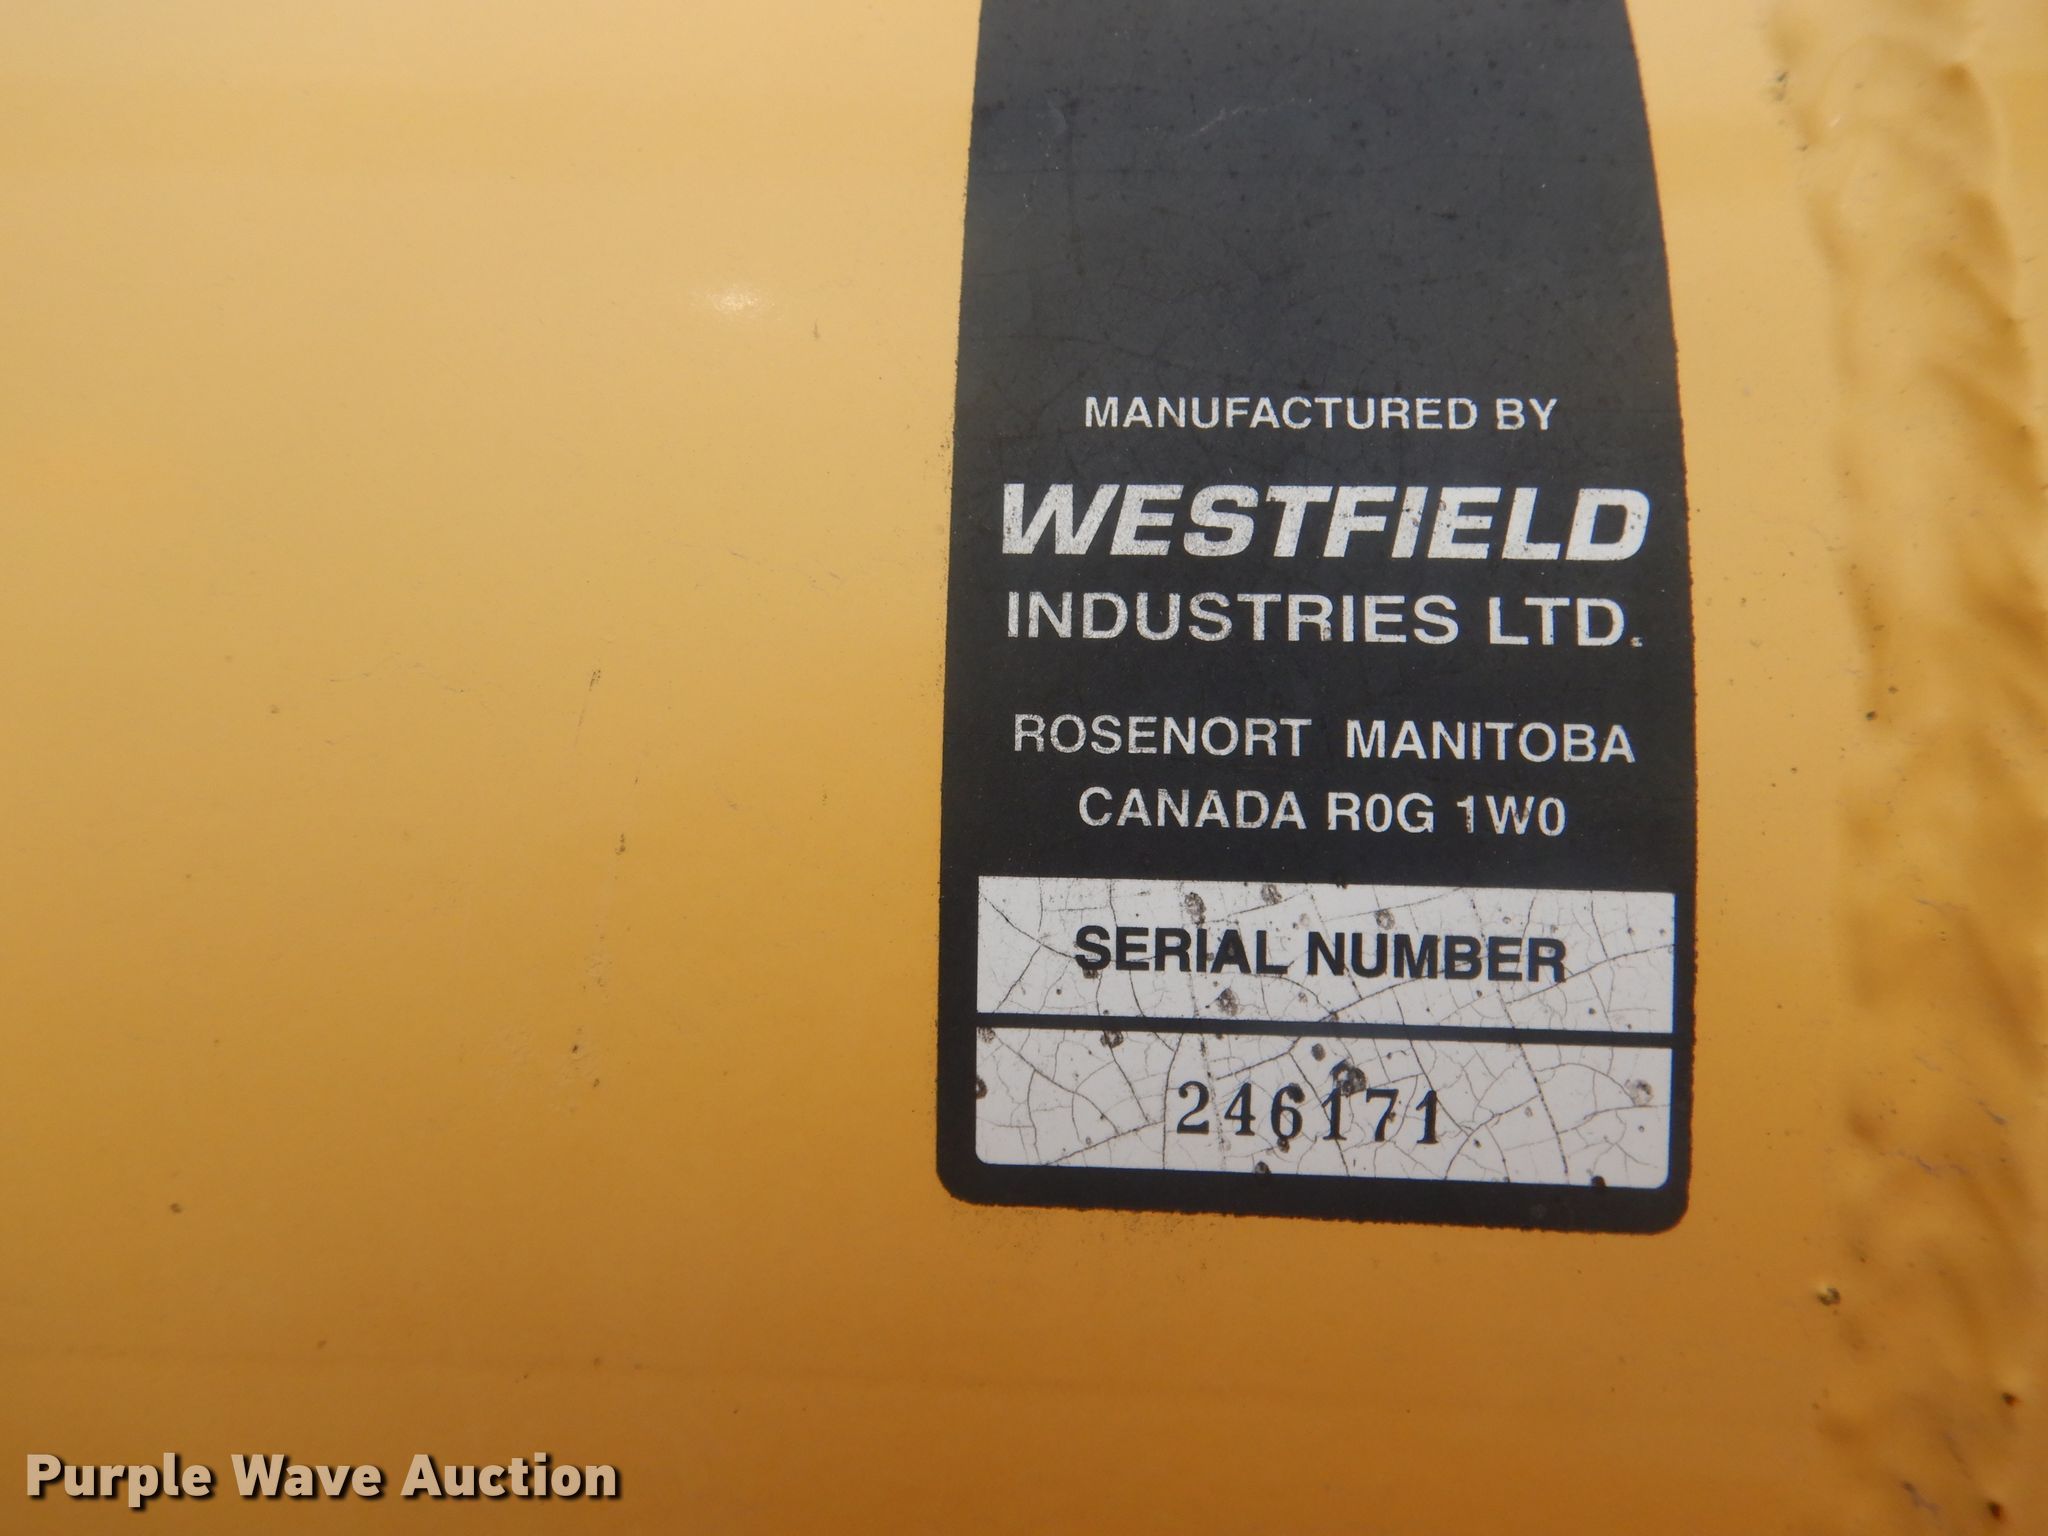 MANUFACTURED BY
WESTFIELD
INDUSTRIES LTD.
ROSENORT MANITOBA
CANADA R0G 1W0
SERIAL NUMBER
246171
Purple Wave Auction